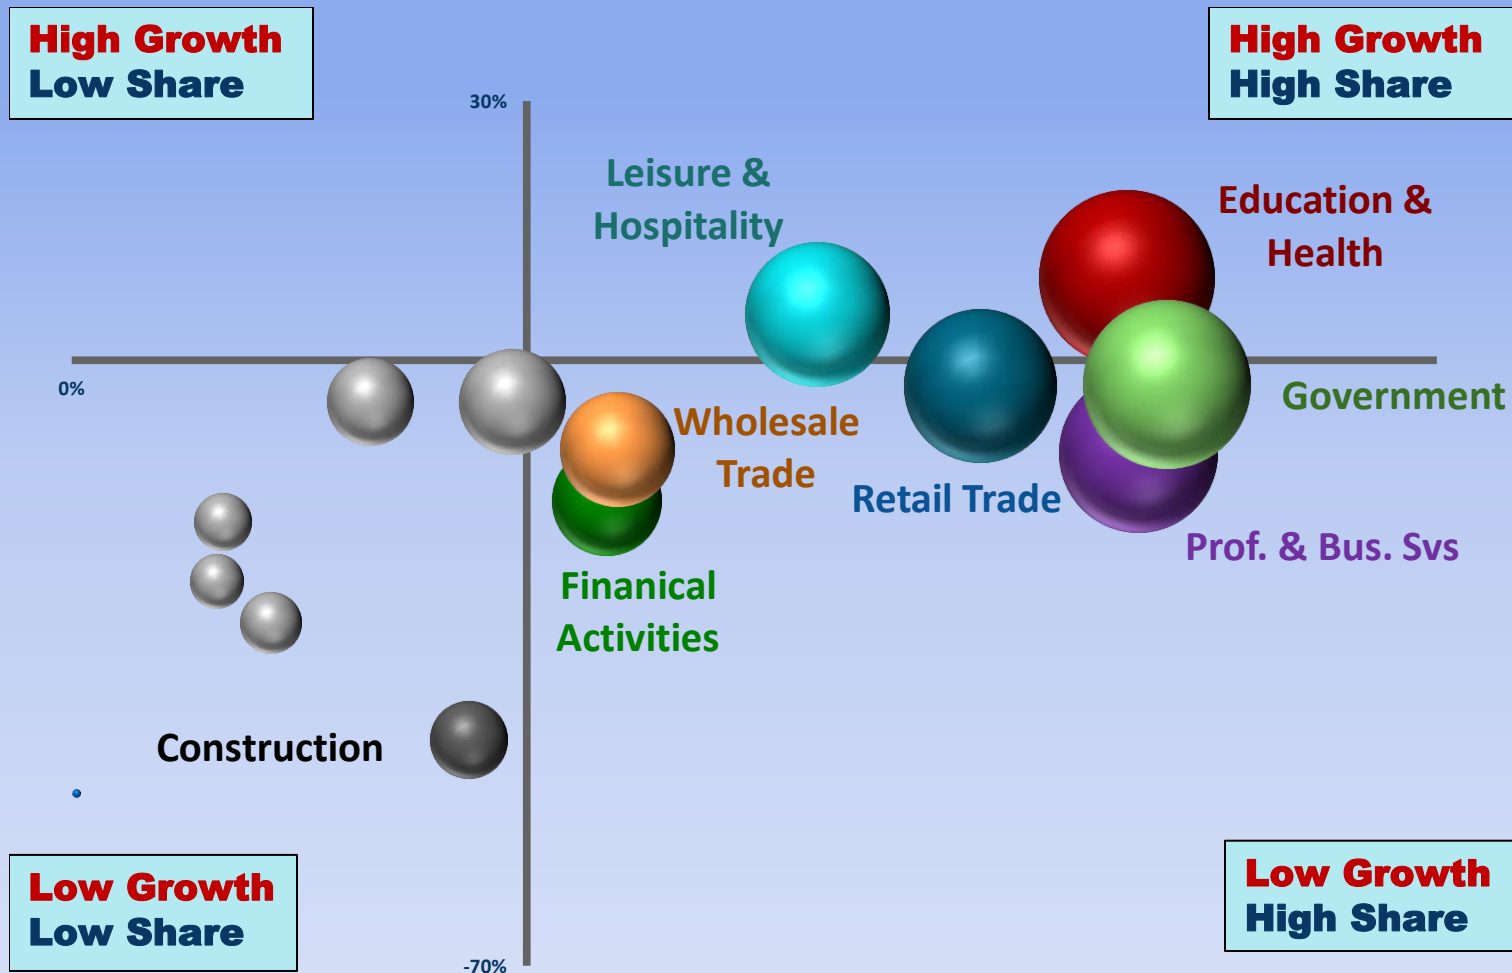 High Growth
Low Share
High Growth
High Share
30%
Leisure &
Hospitality
Education &
Health
0%
Government
Wholesale
Trade
Retail Trade
Prof. & Bus. Svs
Finanical
Activities
Construction
Low Growth
Low Share
Low Growth
High Share
-70%